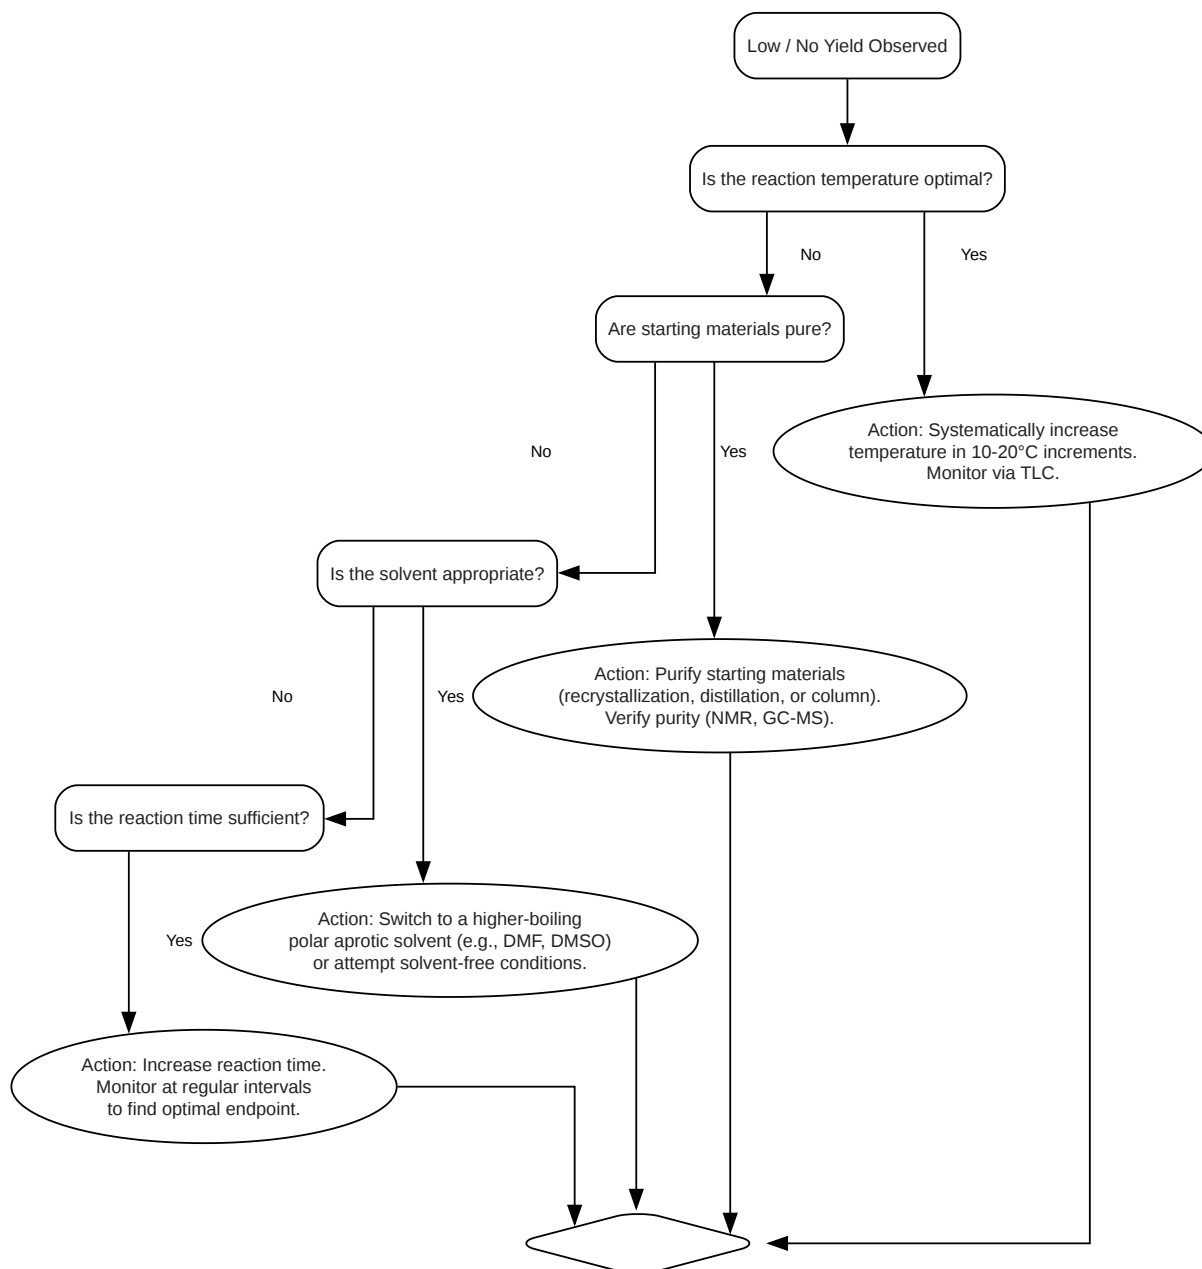 Low / No Yield Observed
Is the reaction temperature optimal?
No
Yes
Are starting materials pure?
Action: Systematically increase
temperature in 10-20°C increments.
Monitor via TLC.
No
Yes
Is the solvent appropriate?
Action: Purify starting materials
(recrystallization, distillation, or column).
Verify purity (NMR, GC-MS).
No
Yes
Is the reaction time sufficient?
Action: Switch to a higher-boiling
polar aprotic solvent (e.g., DMF, DMSO)
or attempt solvent-free conditions.
Yes
Action: Increase reaction time.
Monitor at regular intervals
to find optimal endpoint.